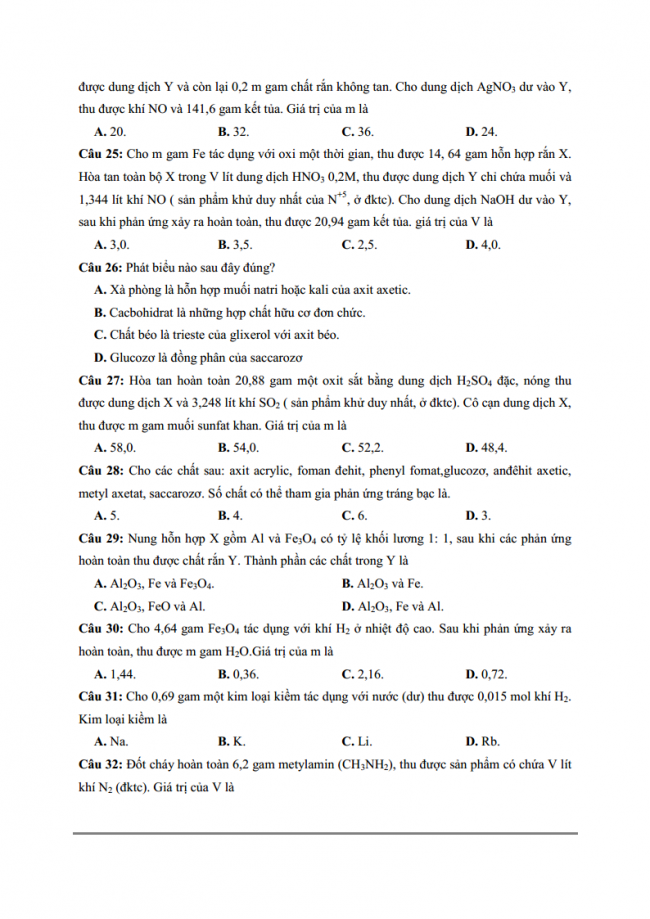 được dung dịch Y và còn lại 0,2 m gam chất rắn không tan. Cho dung dịch AgNO3 dư vào Y,
thu được khí NO và 141,6 gam kết tủa. Giá trị của m là
A. 20. B. 32. C. 36. D. 24.
Câu 25: Cho m gam Fe tác dụng với oxi một thời gian, thu được 14, 64 gam hỗn hợp rắn X.
Hòa tan toàn bộ X trong V lít dung dịch HNO3 0,2M, thu được dung dịch Y chỉ chứa muối và
1,344 lít khí NO ( sản phẩm khử duy nhất của N+5, ở đktc). Cho dung dịch NaOH dư vào Y,
sau khi phản ứng xảy ra hoàn toàn, thu được 20,94 gam kết tủa. giá trị của V là
A. 3,0. B. 3,5. C. 2,5. D. 4,0.
Câu 26: Phát biểu nào sau đây đúng?
A. Xà phòng là hỗn hợp muối natri hoặc kali của axit axetic.
B. Cacbohidrat là những hợp chất hữu cơ đơn chức.
C. Chất béo là trieste của glixerol với axit béo.
D. Glucozơ là đồng phân của saccarozơ
Câu 27: Hòa tan hoàn toàn 20,88 gam một oxit sắt bằng dung dịch H2SO4 đặc, nóng thu
được dung dịch X và 3,248 lít khí SO2 ( sản phẩm khử duy nhất, ở đktc). Cô cạn dung dịch X,
thu được m gam muối sunfat khan. Giá trị của m là
A. 58,0. B. 54,0. C. 52,2. D. 48,4.
Câu 28: Cho các chất sau: axit acrylic, foman đehit, phenyl fomat,glucozơ, anđêhit axetic,
metyl axetat, saccarozơ. Số chất có thể tham gia phản ứng tráng bạc là.
A. 5. B. 4. C. 6. D. 3.
Câu 29: Nung hỗn hợp X gồm Al và Fe3O4 có tỷ lệ khối lượng 1: 1, sau khi các phản ứng
hoàn toàn thu được chất rắn Y. Thành phần các chất trong Y là
A. Al2O3, Fe và Fe3O4. B. Al2O3 và Fe.
C. Al2O3, FeO và Al. D. Al2O3, Fe và Al.
Câu 30: Cho 4,64 gam Fe3O4 tác dụng với khí H2 ở nhiệt độ cao. Sau khi phản ứng xảy ra
hoàn toàn, thu được m gam H2O.Giá trị của m là
A. 1,44. B. 0,36. C. 2,16. D. 0,72.
Câu 31: Cho 0,69 gam một kim loại kiềm tác dụng với nước (dư) thu được 0,015 mol khí H2.
Kim loại kiềm là
A. Na. B. K. C. Li. D. Rb.
Câu 32: Đốt cháy hoàn toàn 6,2 gam metylamin (CH3NH2), thu được sản phẩm có chứa V lít
khí N2 (đktc). Giá trị của V là